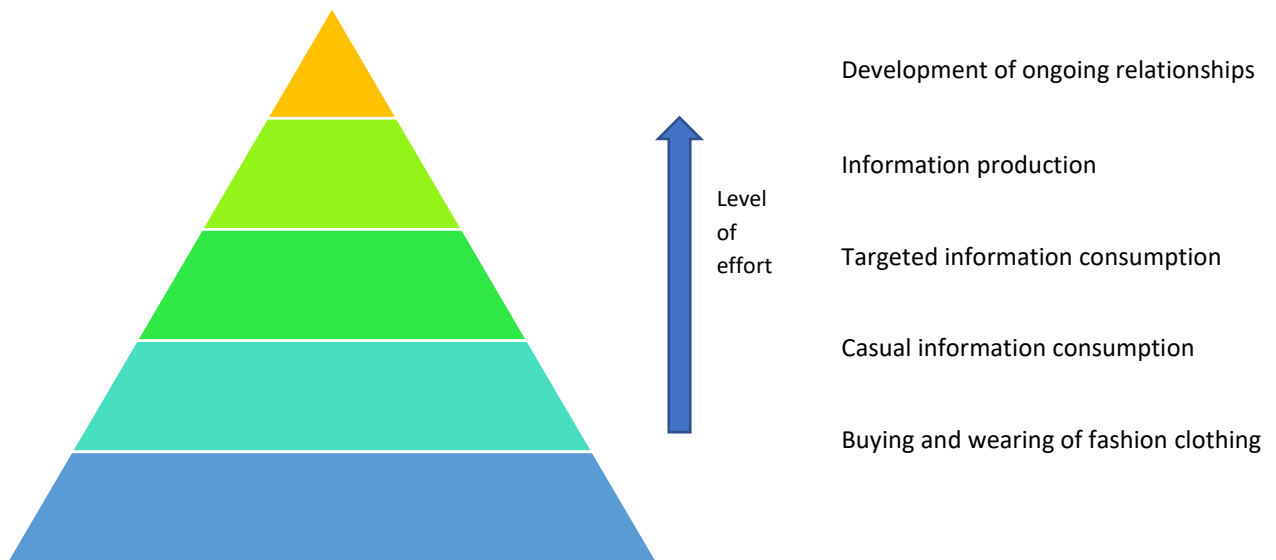 Development of ongoing relationships
Information production
Level
of
effort
Targeted information consumption
Casual information consumption
Buying and wearing of fashion clothing